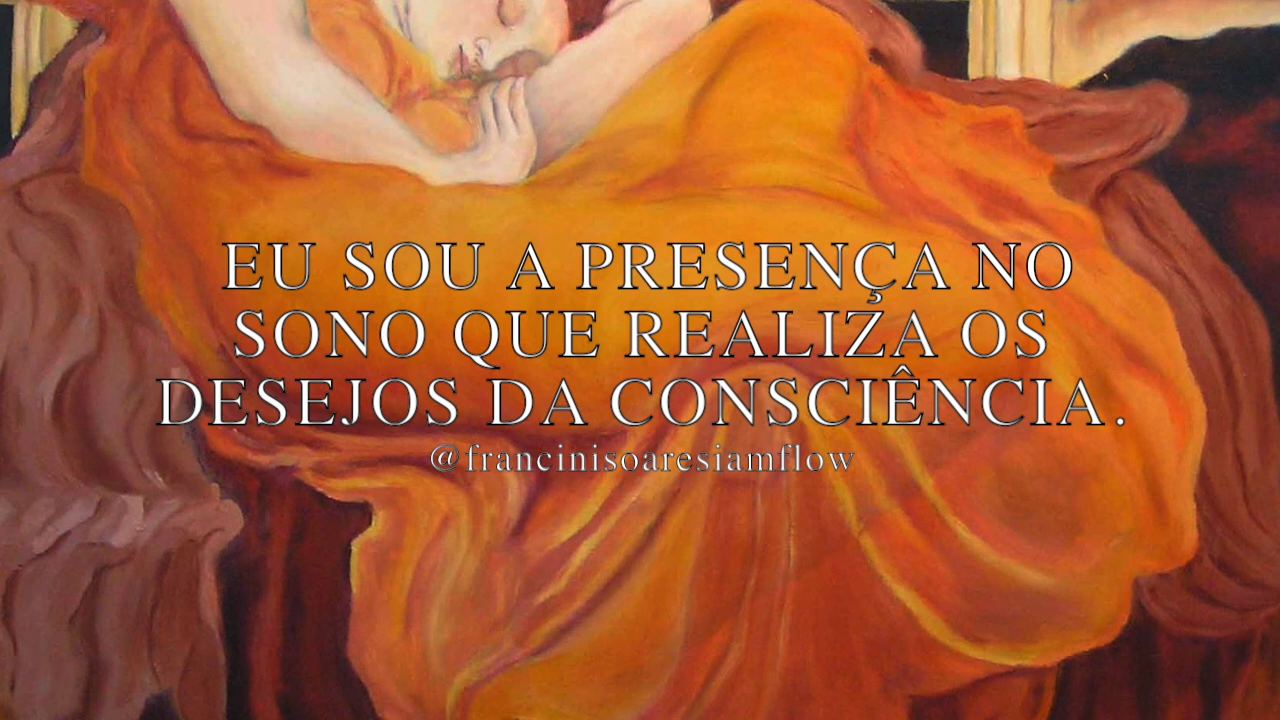 EU SOU A PRESENÇA NO
SONO QUE REALIZA OS
DESEJOS DA CONSCIÊNCIA.
@francinisoaresiamflow